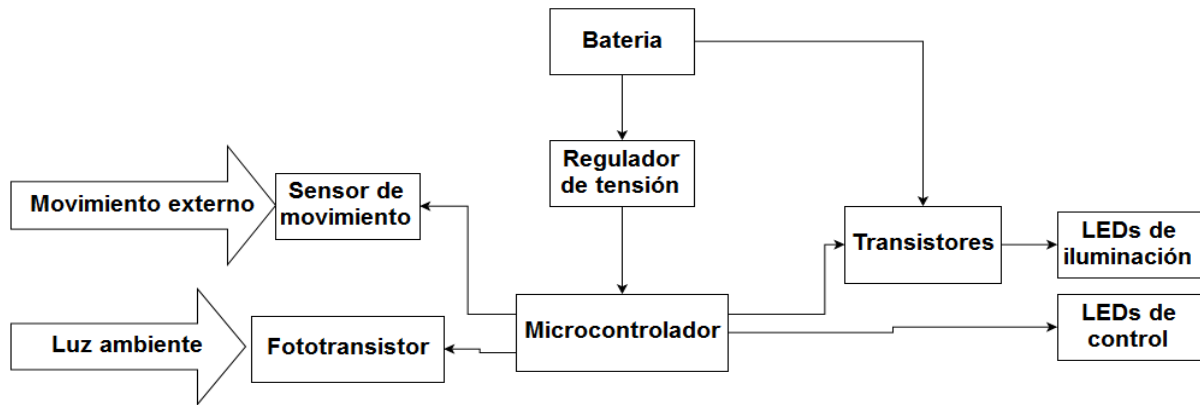 Bateria
Regulador
de tensión
Movimiento externo
Sensor de
movimiento
Transistores
LEDs de
iluminación
Luz ambiente
Fototransistor
Microcontrolador
LEDs de
control